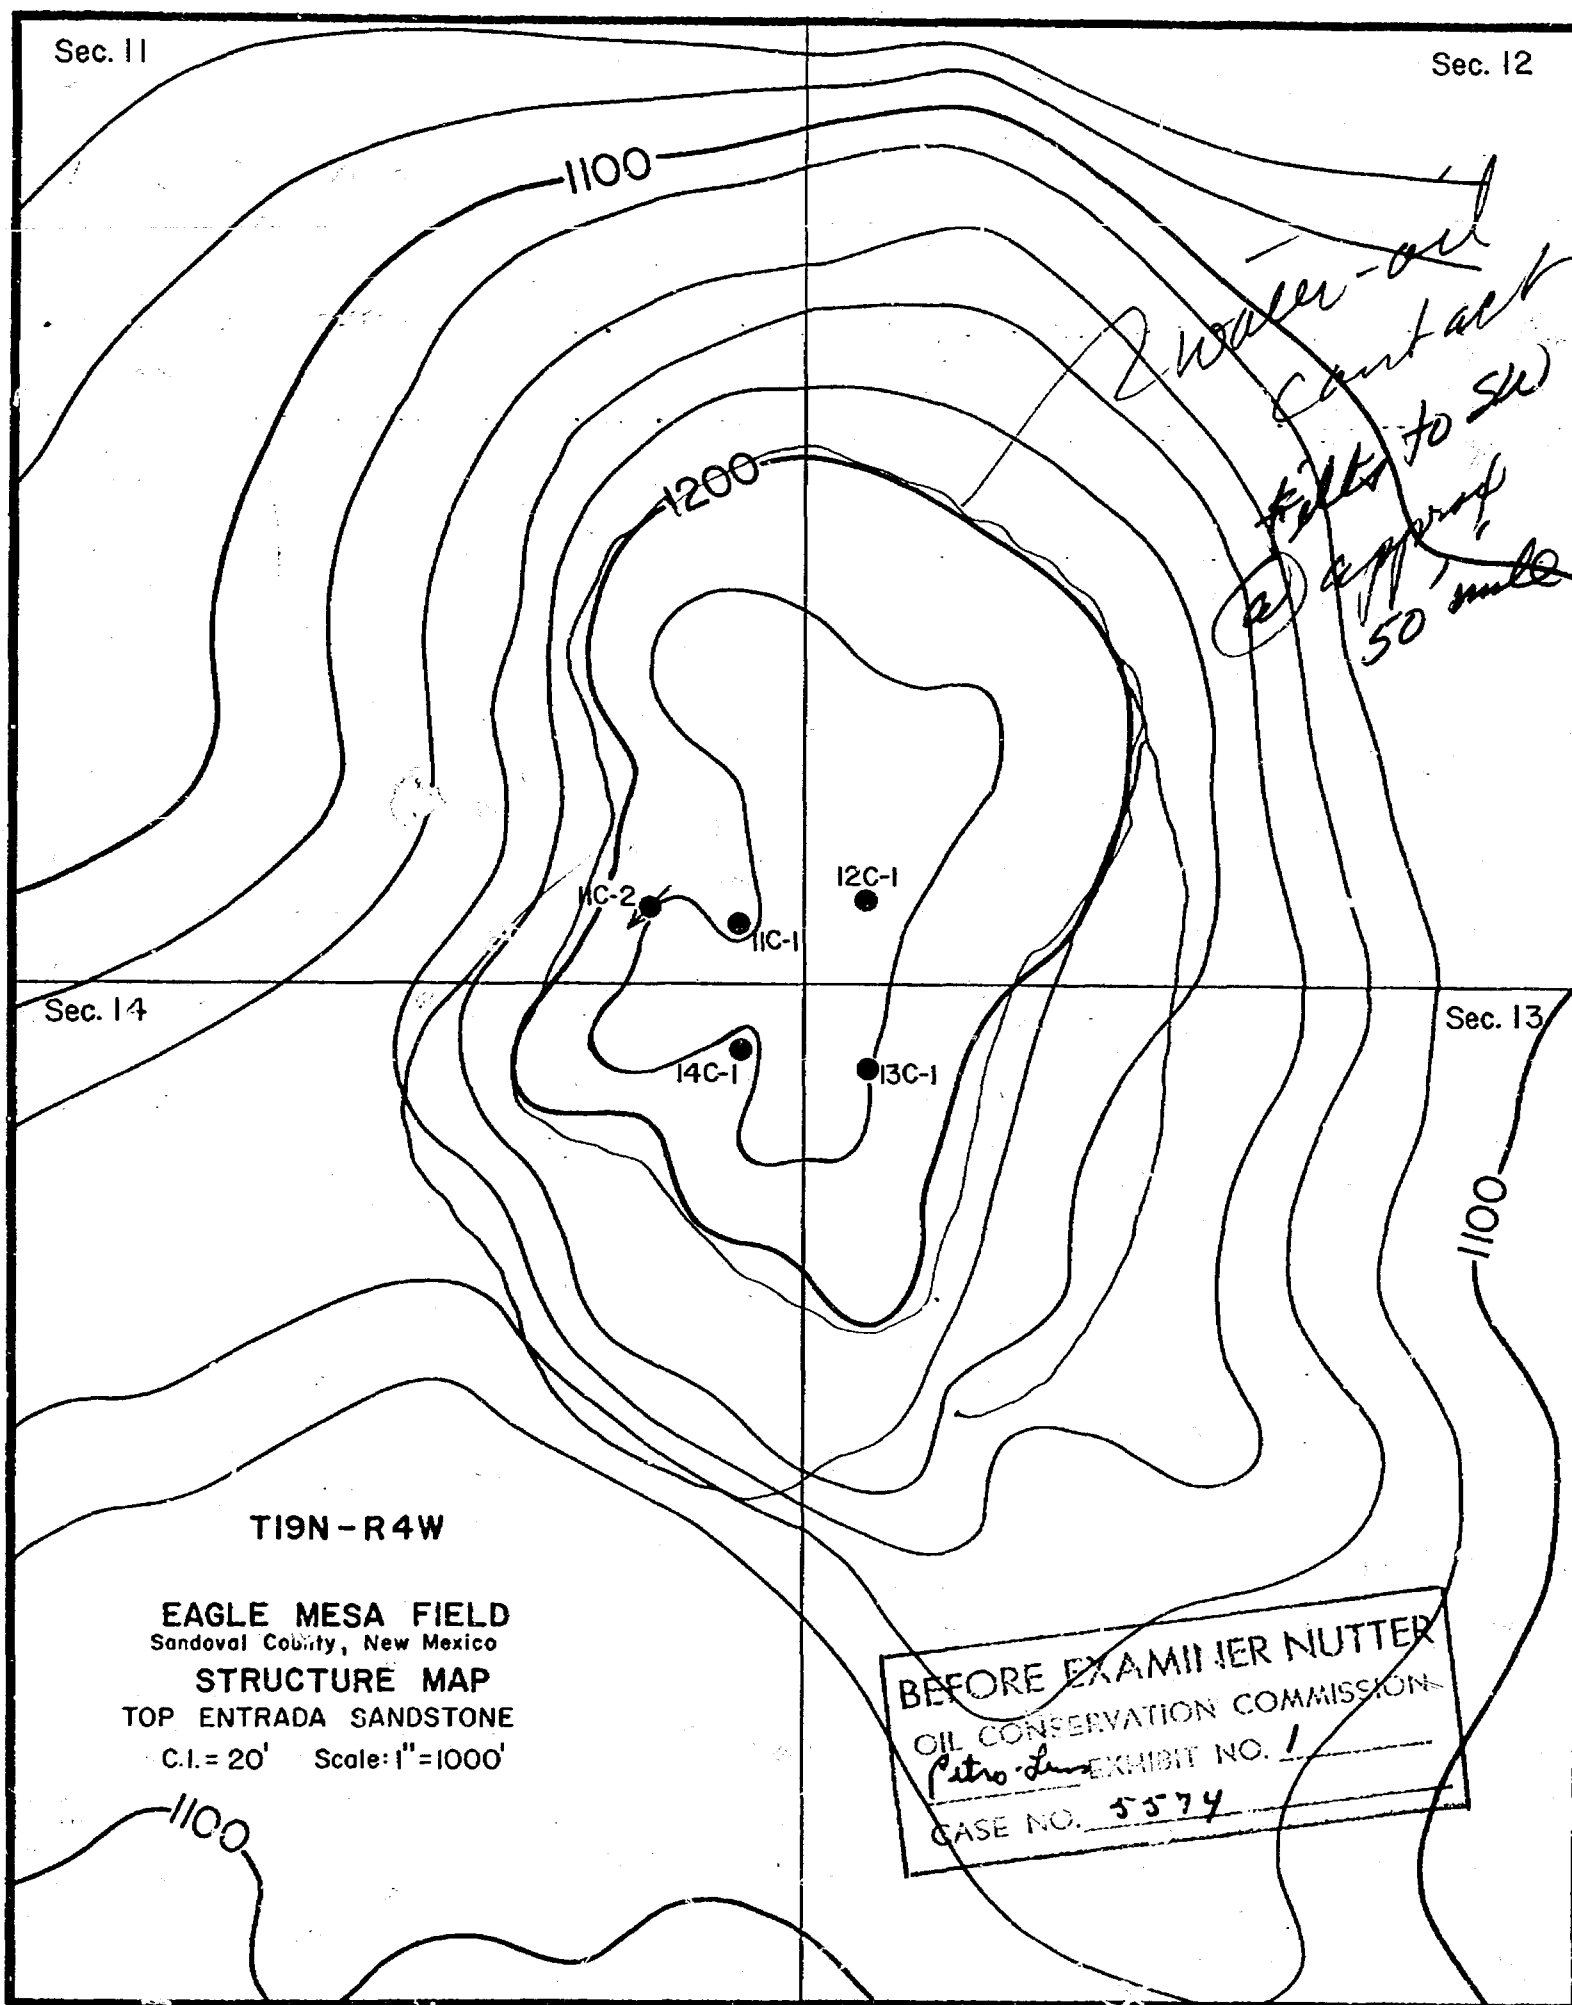 Sec. 11
Sec. 12
1100
water-oil
contact
tilts to SW
@ approx
50'/mile
1200
11C-2
11C-1
12C-1
Sec. 14
Sec. 13
14C-1
13C-1
1100
T19N-R4W
EAGLE MESA FIELD
Sandoval County, New Mexico
STRUCTURE MAP
TOP ENTRADA SANDSTONE
C.I.=20' Scale:1"=1000'
BEFORE EXAMINER NUTTER
OIL CONSERVATION COMMISSION
EXHIBIT NO. 1
CASE NO. 5574
1100